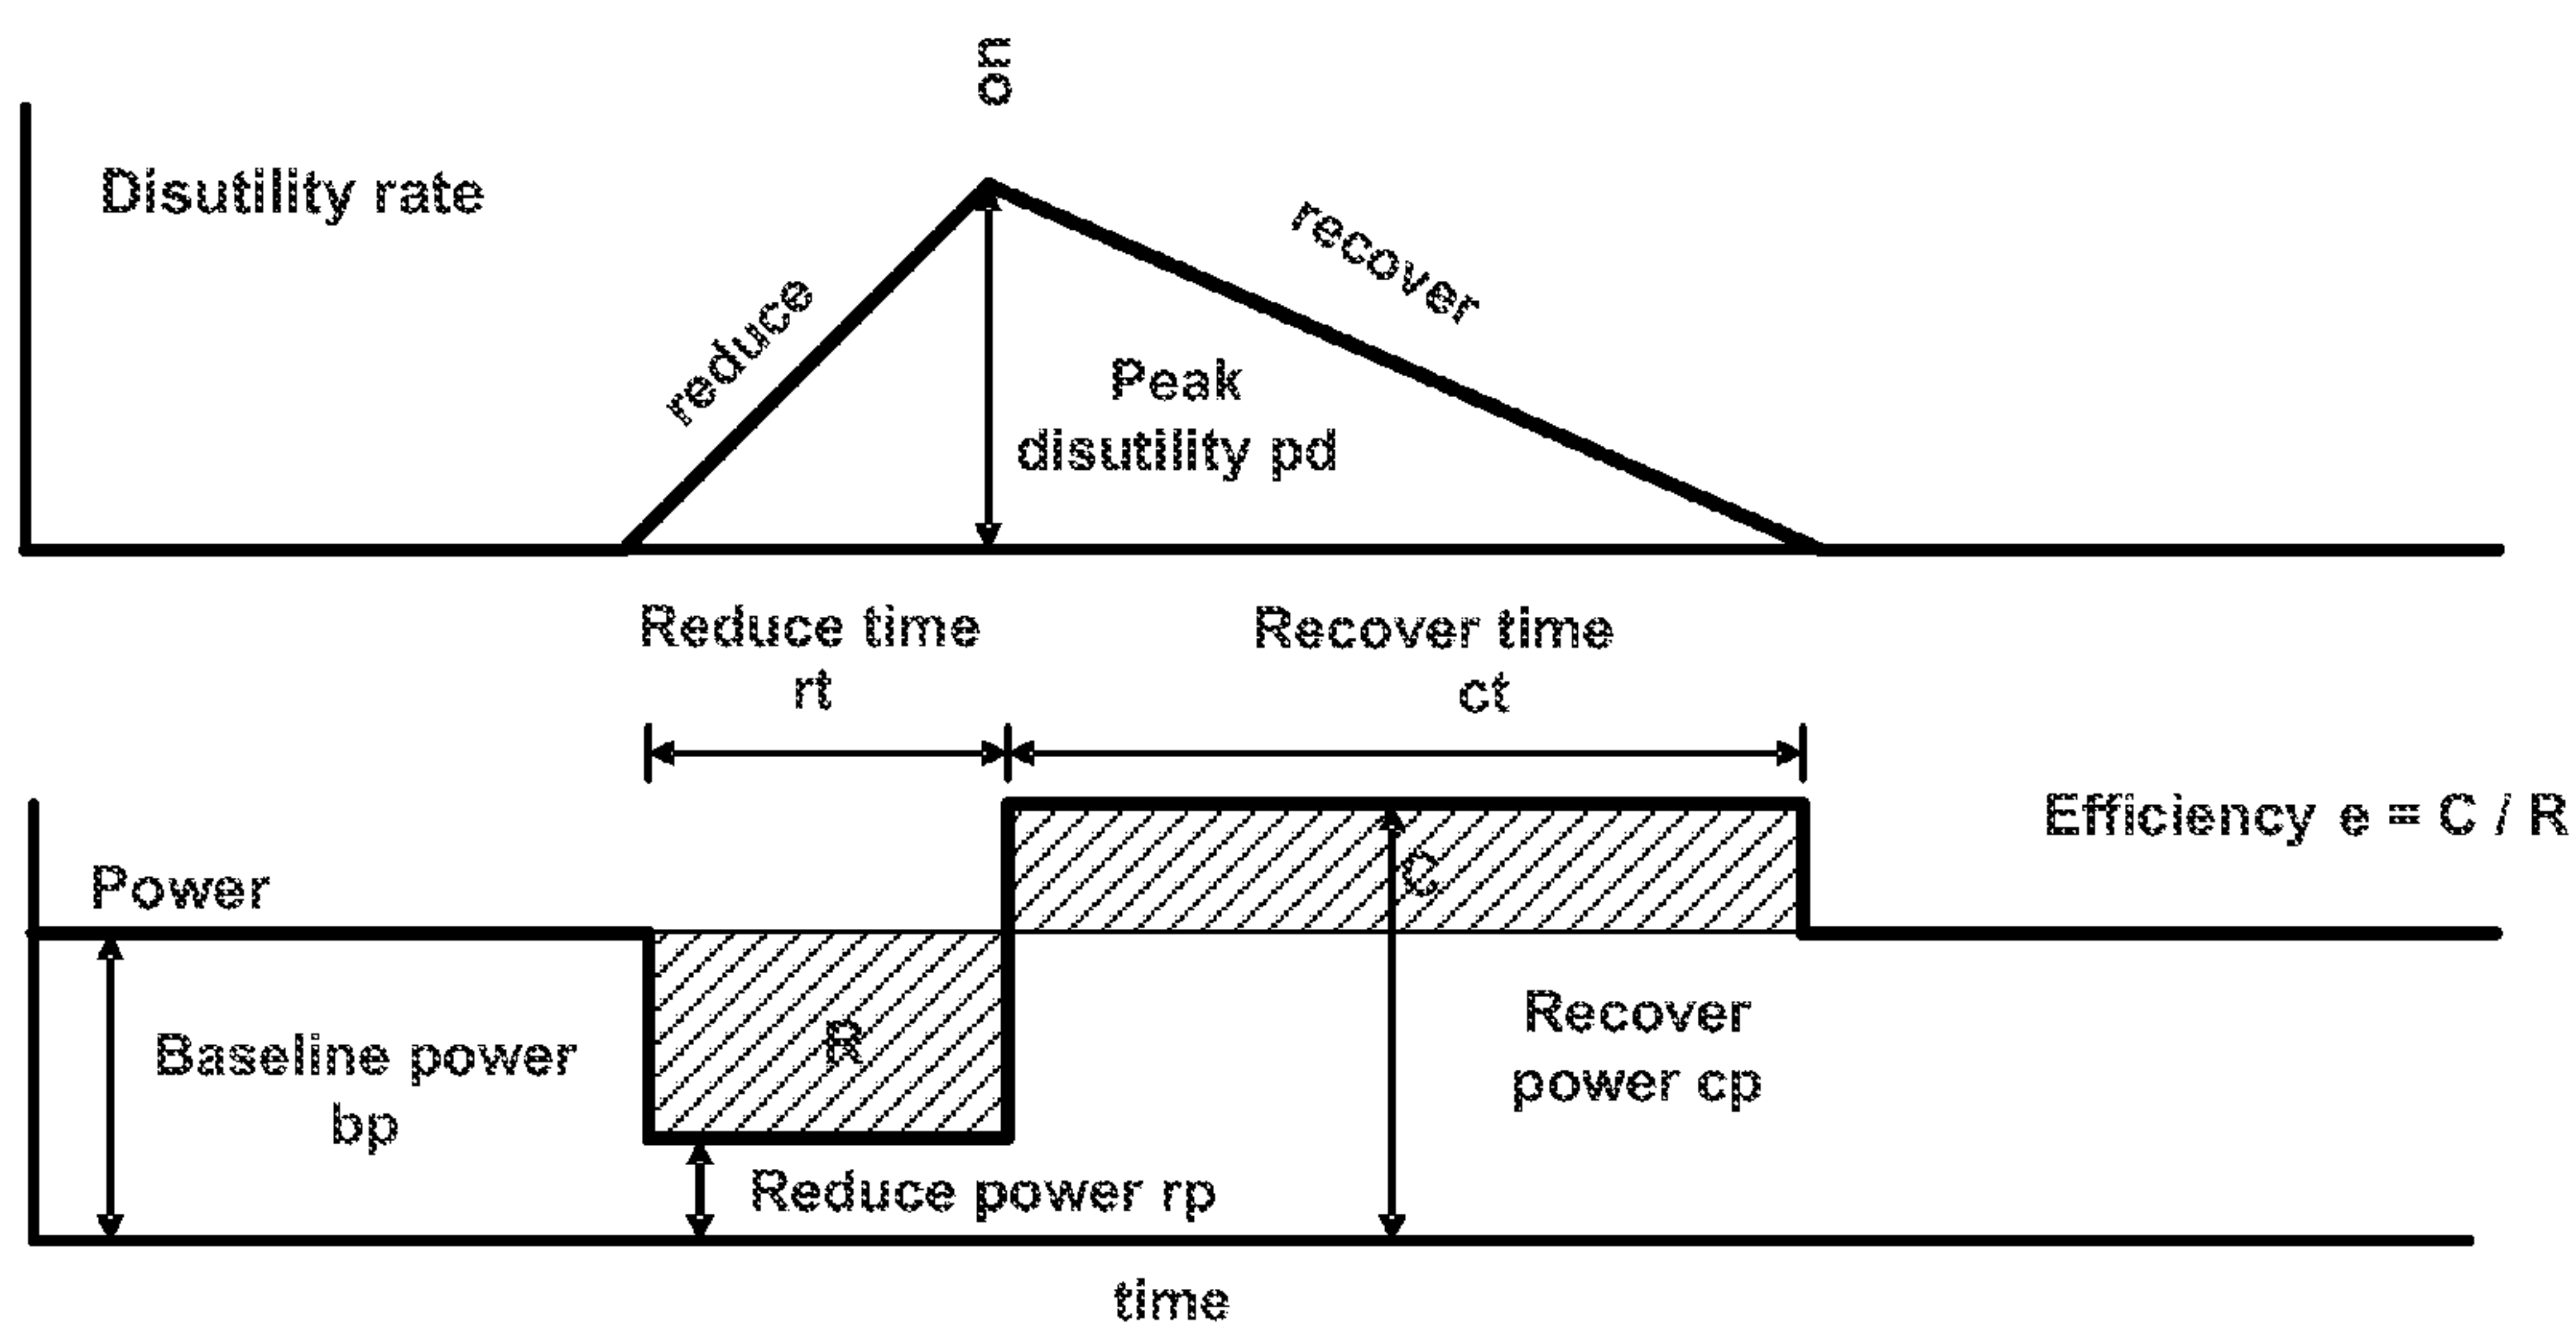 on
Disutility rate
reduce
recover
Peak
disutility pd
Reduce time
rt
Recover time
ct
Efficiency e = C / R
Power
C
R
Baseline power
bp
Recover
power cp
Reduce power rp
time